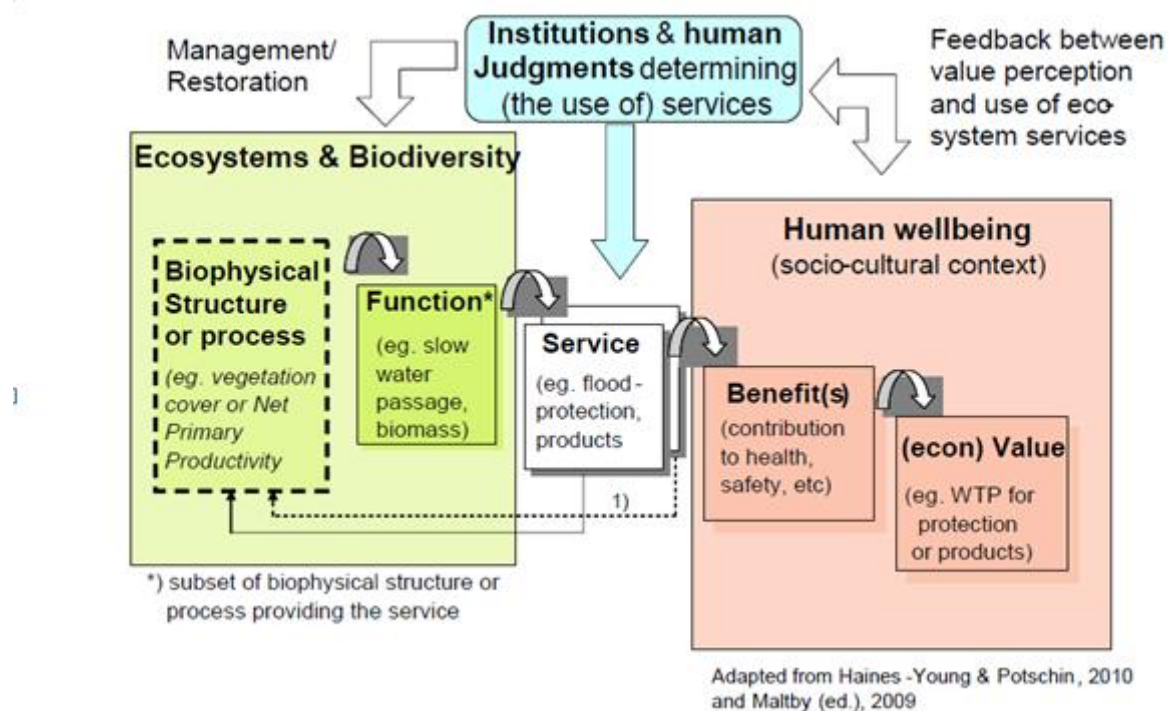 Management/
Restoration
Institutions & human
Judgments determining
(the use of) services
Feedback between
value perception
and use of eco-
system services
Ecosystems & Biodiversity
Biophysical
Structure
or process
(eg. vegetation
cover or Net
Primary
Productivity
Function*
(eg. slow
water
passage,
biomass)
Service
(eg. flood-
protection,
products
1)
Human wellbeing
(socio-cultural context)
Benefit(s)
(contribution
to health,
safety, etc)
(econ) Value
(eg. WTP for
protection
or products)
*) subset of biophysical structure or
process providing the service
Adapted from Haines -Young & Potschin, 2010
and Maltby (ed.), 2009